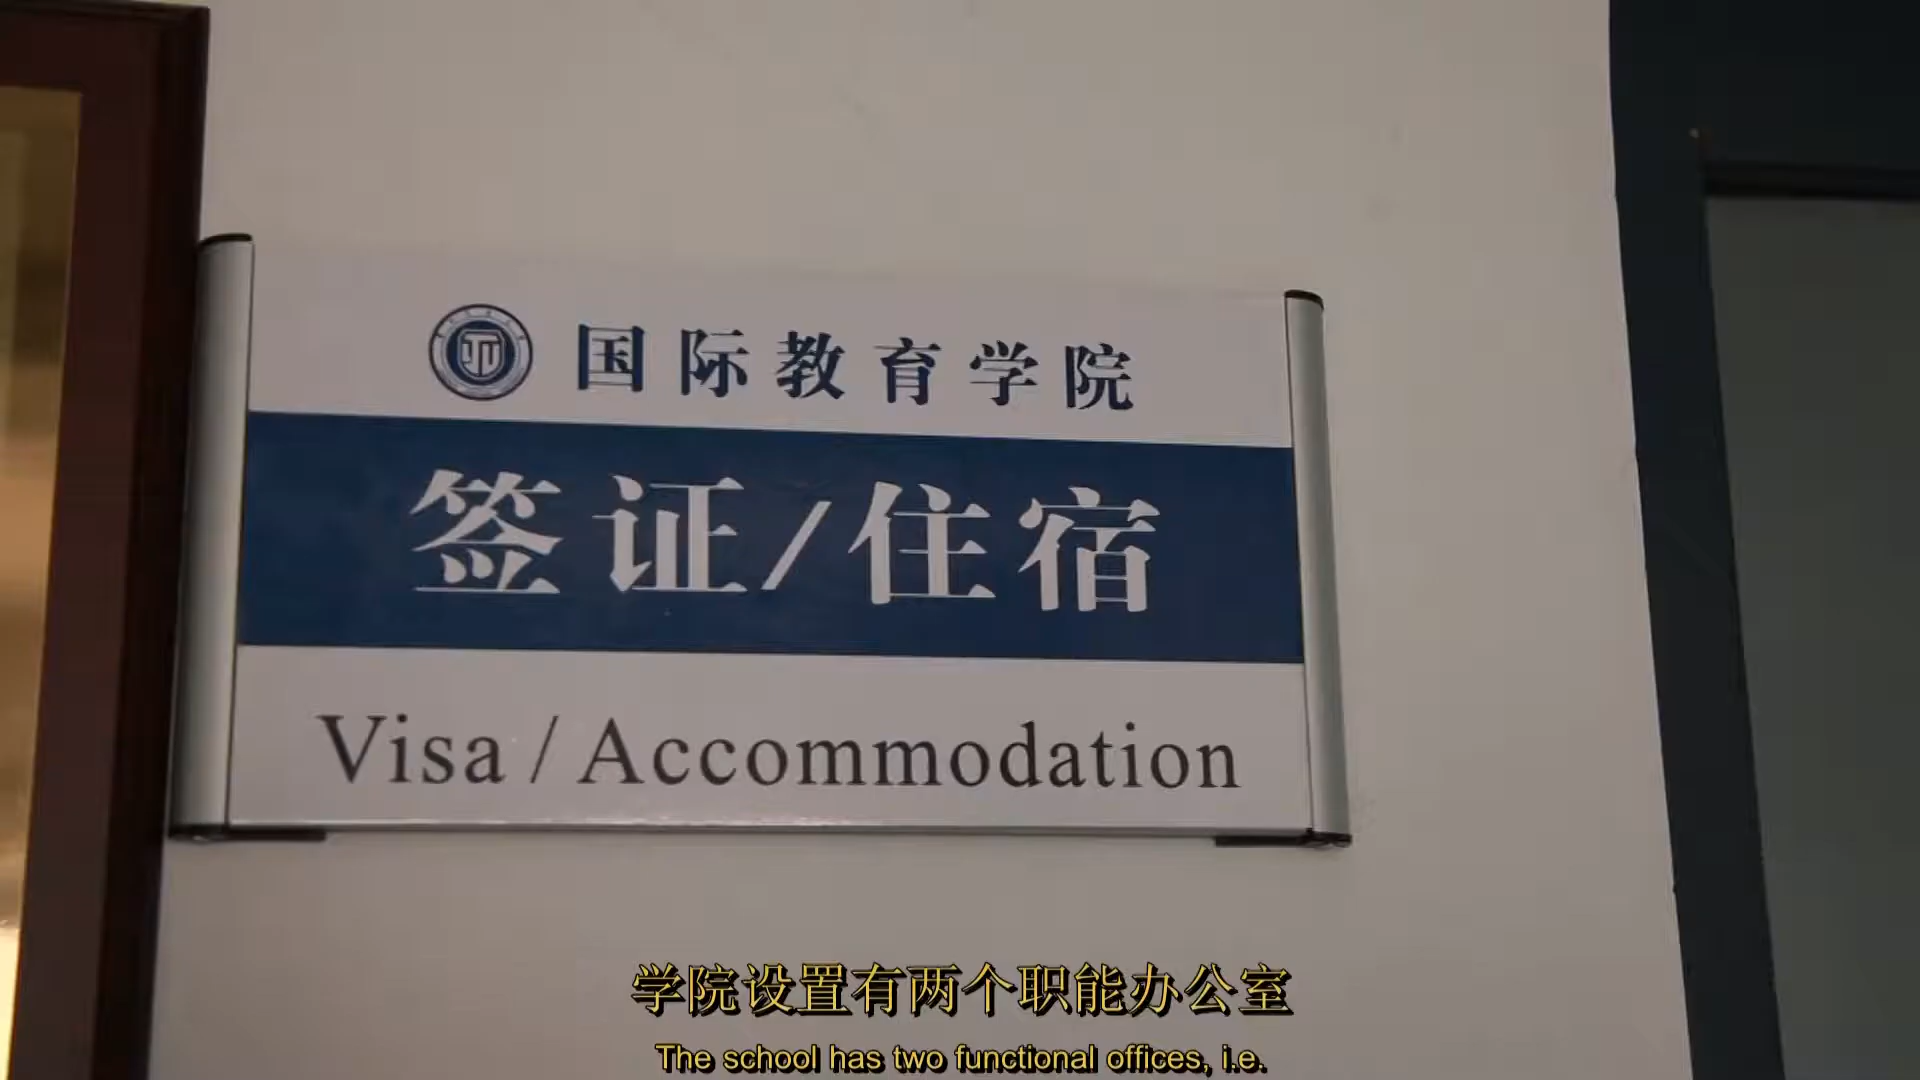 国际教育学院
签证/住宿
Visa / Accommodation
学院设置有两个职能办公室
The school has two functional offices, i.e.